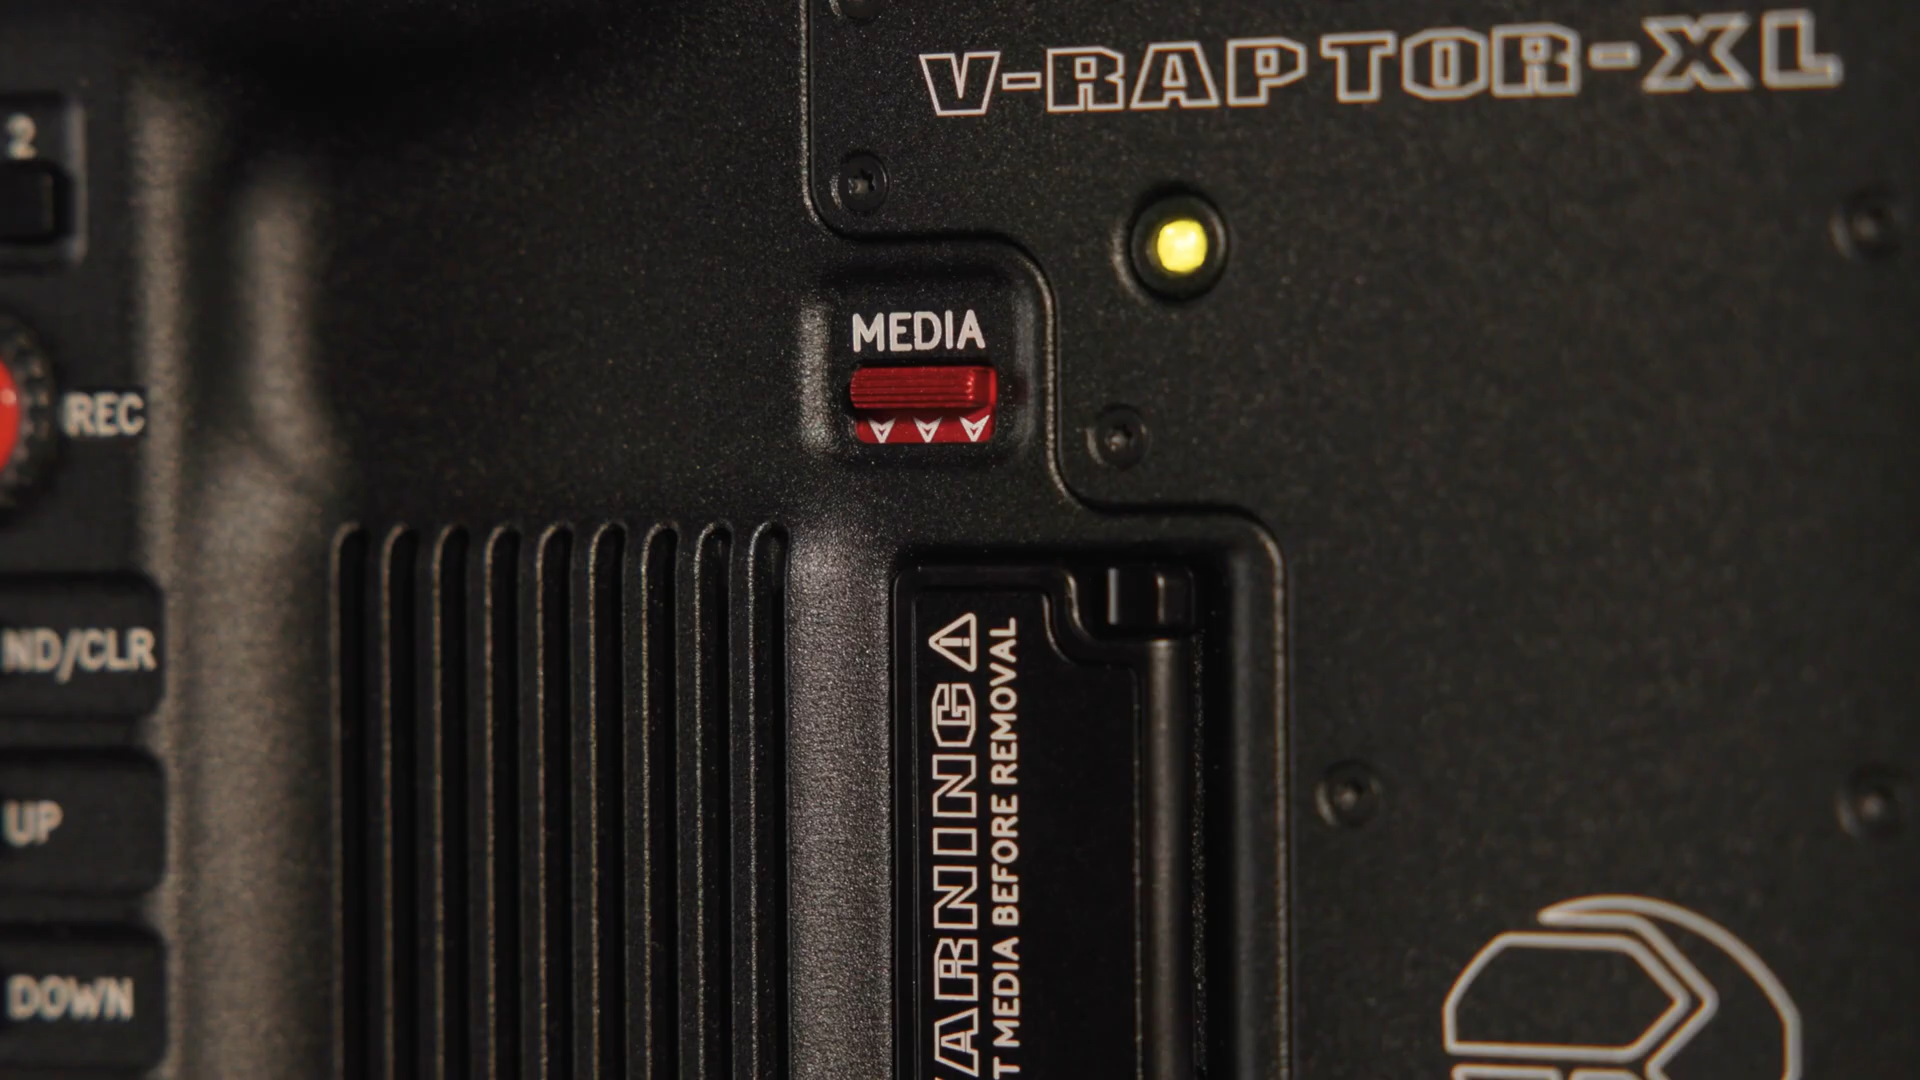 V-RAPTOR-XL
2
MEDIA
REC
ND/CLR
UP
DOWN
WARNING
MEDIA BEFORE REMOVAL